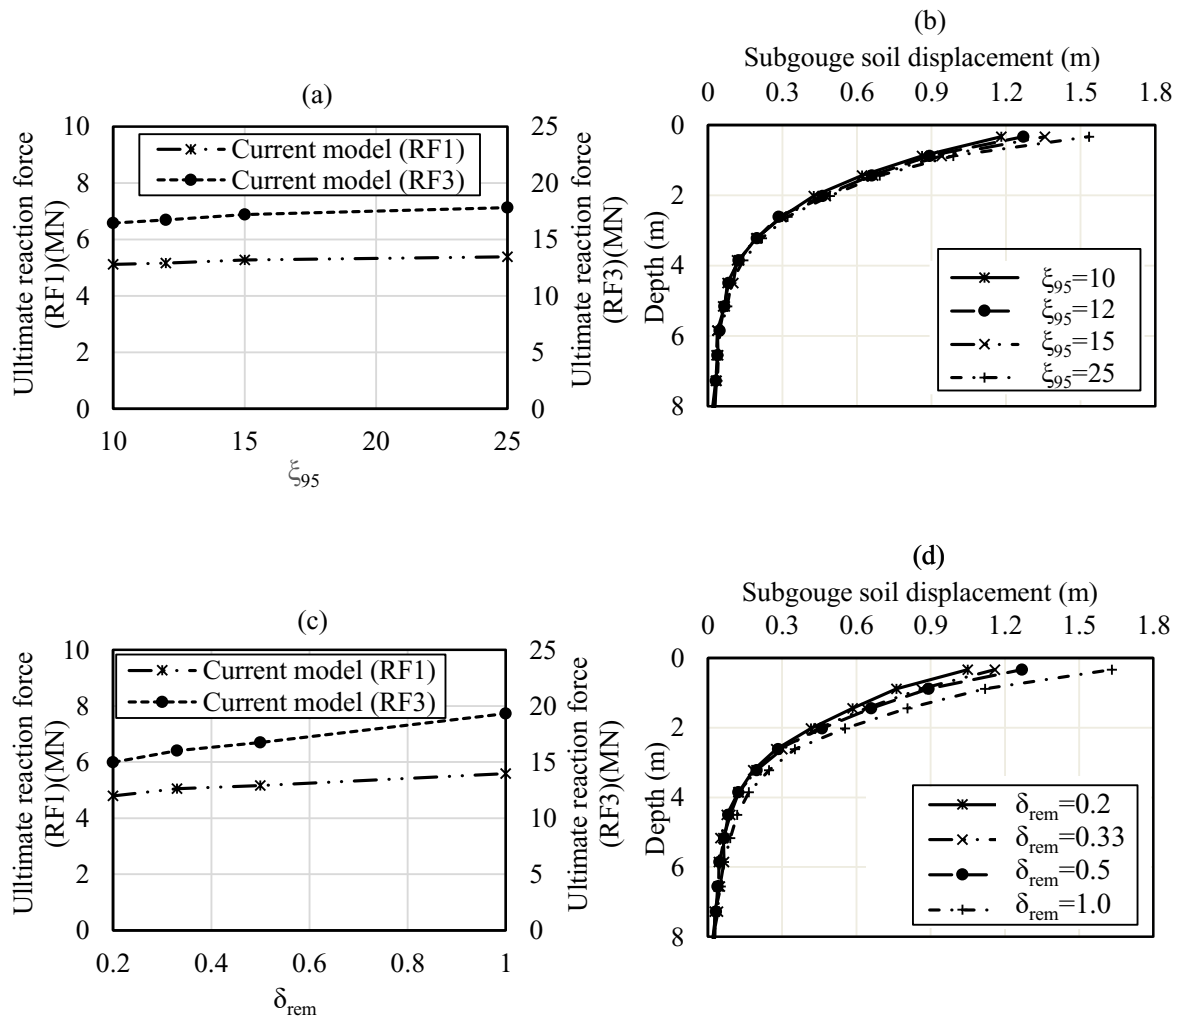 (a)
Ulltimate reaction force
(RF1)(MN)
10
8
6
4
2
0
Current model (RF1)
Current model (RF3)
25
20
15
10
5
0
Ultimate reaction force
(RF3)(MN)
10 15 20 25
ξ95
(b)
Subgouge soil displacement (m)
0 0.3 0.6 0.9 1.2 1.5 1.8
Depth (m)
0
2
4
6
8
ξ95=10
ξ95=12
ξ95=15
ξ95=25
(c)
Ulltimate reaction force
(RF1)(MN)
10
8
6
4
2
0
Current model (RF1)
Current model (RF3)
25
20
15
10
5
0
Ultimate reaction force
(RF3)(MN)
0.2 0.4 0.6 0.8 1
δrem
(d)
Subgouge soil displacement (m)
0 0.3 0.6 0.9 1.2 1.5 1.8
Depth (m)
0
2
4
6
8
δrem=0.2
δrem=0.33
δrem=0.5
δrem=1.0